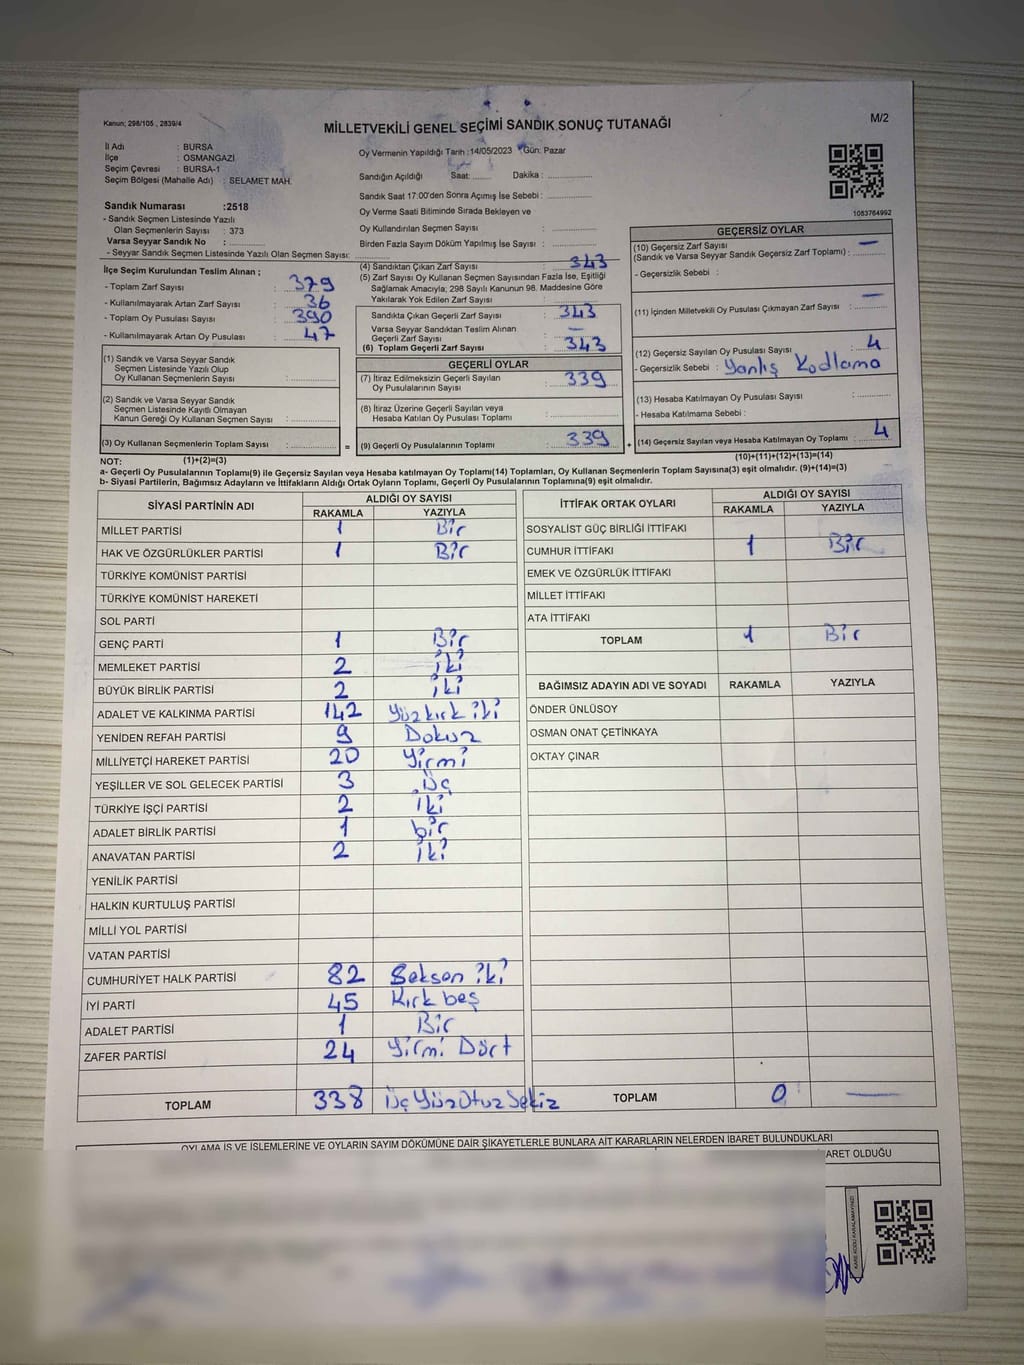 Kanun; 298/105 , 2839/4
MİLLETVEKİLİ GENEL SEÇİMİ SANDIK SONUÇ TUTANAĞI
M/2
İl Adı : BURSA
İlçe : OSMANGAZİ
Seçim Çevresi : BURSA-1
Seçim Bölgesi (Mahalle Adı) : SELAMET MAH.
Oy Vermenin Yapıldığı Tarih :14/05/2023 Gün: Pazar
Sandığın Açıldığı Saat: ........ Dakika : ..............
Sandık Saat 17:00'den Sonra Açımış İse Sebebi : ..............
Oy Verme Saati Bitiminde Sırada Bekleyen ve
Oy Kullandırılan Seçmen Sayısı : ..............
Birden Fazla Sayım Döküm Yapılmış İse Sayısı : ..............
1083764992
Sandık Numarası :2518
- Sandık Seçmen Listesinde Yazılı
Olan Seçmenlerin Sayısı : 373
Varsa Seyyar Sandık No : ..............
- Seyyar Sandık Seçmen Listesinde Yazılı Olan Seçmen Sayısı: ..............
İlçe Seçim Kurulundan Teslim Alınan ;
- Toplam Zarf Sayısı : 379
- Kullanılmayarak Artan Zarf Sayısı : 36
- Toplam Oy Pusulası Sayısı : 390
- Kullanılmayarak Artan Oy Pusulası : 47
(1) Sandık ve Varsa Seyyar Sandık
Seçmen Listesinde Yazılı Olup
Oy Kullanan Seçmenlerin Sayısı : ..............
(2) Sandık ve Varsa Seyyar Sandık
Seçmen Listesinde Kayıtlı Olmayan
Kanun Gereği Oy Kullanan Seçmen Sayısı : ..............
(3) Oy Kullanan Seçmenlerin Toplam Sayısı : .............. =
(4) Sandıktan Çıkan Zarf Sayısı : 343
(5) Zarf Sayısı Oy Kullanan Seçmen Sayısından Fazla İse, Eşitliği
Sağlamak Amacıyla; 298 Sayılı Kanunun 98. Maddesine Göre
Yakılarak Yok Edilen Zarf Sayısı : ..............
Sandıkta Çıkan Geçerli Zarf Sayısı : 343
Varsa Seyyar Sandıktan Teslim Alınan
Geçerli Zarf Sayısı : —
(6) Toplam Geçerli Zarf Sayısı : 343
GEÇERLİ OYLAR
(7) İtiraz Edilmeksizin Geçerli Sayılan
Oy Pusulalarının Sayısı : 339
(8) İtiraz Üzerine Geçerli Sayılan veya
Hesaba Katılan Oy Pusulaları Toplamı : ..............
(9) Geçerli Oy Pusulalarının Toplamı : 339 +
GEÇERSİZ OYLAR
(10) Geçersiz Zarf Sayısı —
(Sandık ve Varsa Seyyar Sandık Geçersiz Zarf Toplamı) : ..............
- Geçersizlik Sebebi :
(11) İçinden Milletvekili Oy Pusulası Çıkmayan Zarf Sayısı : —
(12) Geçersiz Sayılan Oy Pusulası Sayısı : 4
- Geçersizlik Sebebi : Yanlış Kodlama
(13) Hesaba Katılmayan Oy Pusulası Sayısı : ..............
- Hesaba Katılmama Sebebi :
(14) Geçersiz Sayılan veya Hesaba Katılmayan Oy Toplamı : 4
NOT: (1)+(2)=(3) (10)+(11)+(12)+(13)=(14)
a- Geçerli Oy Pusulalarının Toplamı(9) ile Geçersiz Sayılan veya Hesaba katılmayan Oy Toplamı(14) Toplamları, Oy Kullanan Seçmenlerin Toplam Sayısına(3) eşit olmalıdır. (9)+(14)=(3)
b- Siyasi Partilerin, Bağımsız Adayların ve İttifakların Aldığı Ortak Oyların Toplamı, Geçerli Oy Pusulalarının Toplamına(9) eşit olmalıdır.
SİYASİ PARTİNİN ADI ALDIĞI OY SAYISI
RAKAMLA YAZIYLA
MİLLET PARTİSİ 1 Bir
HAK VE ÖZGÜRLÜKLER PARTİSİ 1 Bir
TÜRKİYE KOMÜNİST PARTİSİ
TÜRKİYE KOMÜNİST HAREKETİ
SOL PARTİ
GENÇ PARTİ 1 Bir
MEMLEKET PARTİSİ 2 iki
BÜYÜK BİRLİK PARTİSİ 2 iki
ADALET VE KALKINMA PARTİSİ 142 Yüzkırk iki
YENİDEN REFAH PARTİSİ 9 Dokuz
MİLLİYETÇİ HAREKET PARTİSİ 20 Yirmi
YEŞİLLER VE SOL GELECEK PARTİSİ 3 Üç
TÜRKİYE İŞÇİ PARTİSİ 2 iki
ADALET BİRLİK PARTİSİ 1 bir
ANAVATAN PARTİSİ 2 iki
YENİLİK PARTİSİ
HALKIN KURTULUŞ PARTİSİ
MİLLİ YOL PARTİSİ
VATAN PARTİSİ
CUMHURİYET HALK PARTİSİ 82 Seksen iki
İYİ PARTİ 45 Kırk beş
ADALET PARTİSİ 1 Bir
ZAFER PARTİSİ 24 Yirmi Dört
TOPLAM 338 Üç Yüz Otuz Sekiz
İTTİFAK ORTAK OYLARI ALDIĞI OY SAYISI
RAKAMLA YAZIYLA
SOSYALİST GÜÇ BİRLİĞİ İTTİFAKI
CUMHUR İTTİFAKI 1 Bir
EMEK VE ÖZGÜRLÜK İTTİFAKI
MİLLET İTTİFAKI
ATA İTTİFAKI
TOPLAM 1 Bir
BAĞIMSIZ ADAYIN ADI VE SOYADI RAKAMLA YAZIYLA
ÖNDER ÜNLÜSOY
OSMAN ONAT ÇETİNKAYA
OKTAY ÇINAR
TOPLAM 0 —
OYLAMA İŞ VE İŞLEMLERİNE VE OYLARIN SAYIM DÖKÜMÜNE DAİR ŞİKAYETLERLE BUNLARA AİT KARARLARIN NELERDEN İBARET BULUNDUKLARI
ARET OLDUĞU